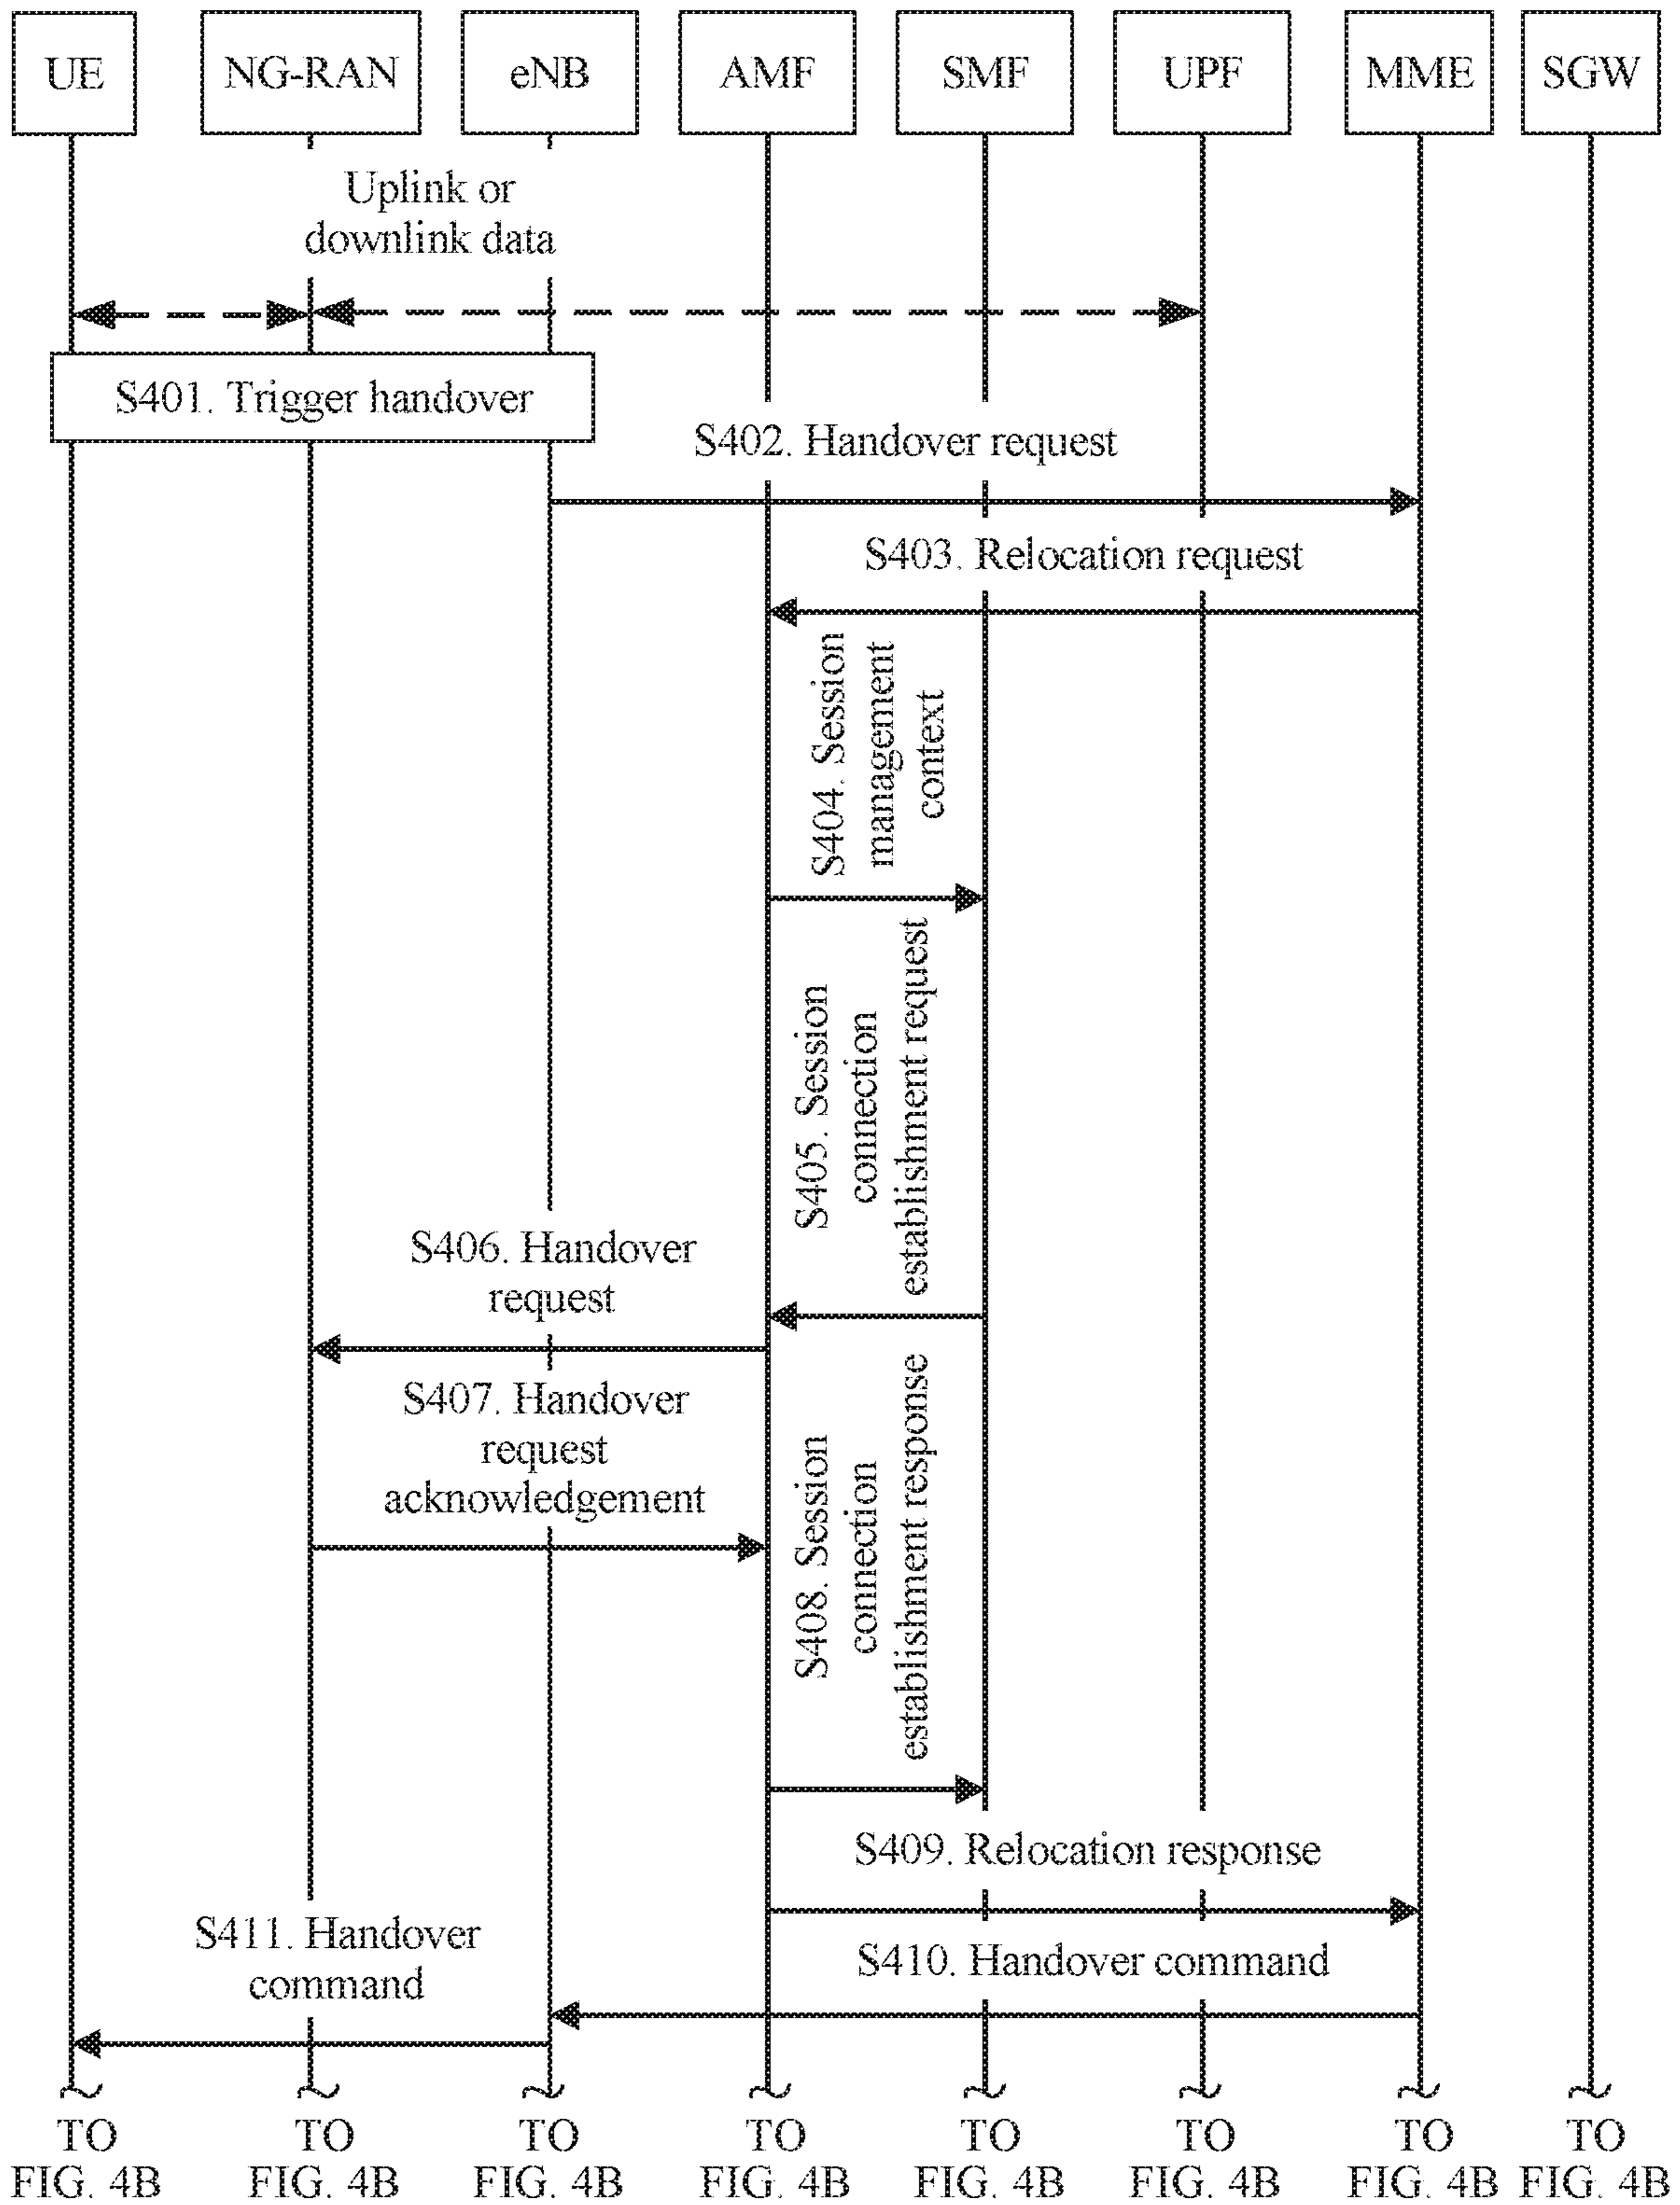 UE
NG-RAN
eNB
AMF
SMF
UPF
MME
SGW
Uplink or
downlink data
S401. Trigger handover
S402. Handover request
S403. Relocation request
S404. Session
management
context
S405. Session
connection
establishment request
S406. Handover
request
S407. Handover
request
acknowledgement
S408. Session
connection
establishment response
S409. Relocation response
S411. Handover
command
S410. Handover command
~ ~ ~ ~ ~ ~ ~ ~
TO TO TO TO TO TO TO TO
FIG. 4B FIG. 4B FIG. 4B FIG. 4B FIG. 4B FIG. 4B FIG. 4B FIG. 4B